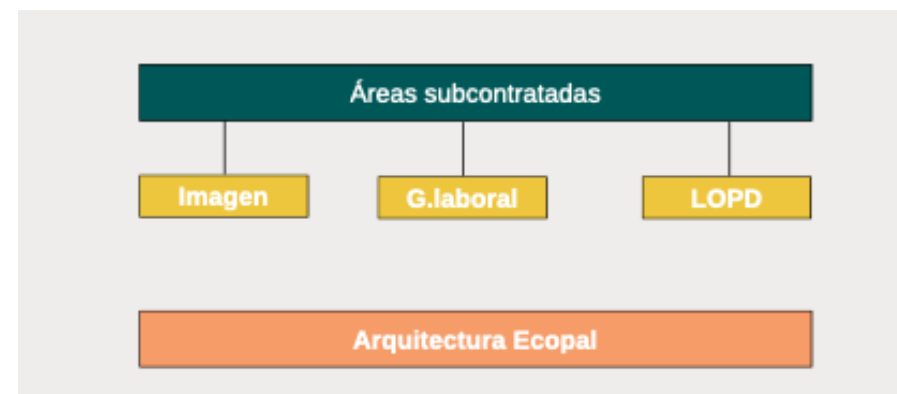 Áreas subcontratadas
Imagen
G.laboral
LOPD
Arquitectura Ecopal